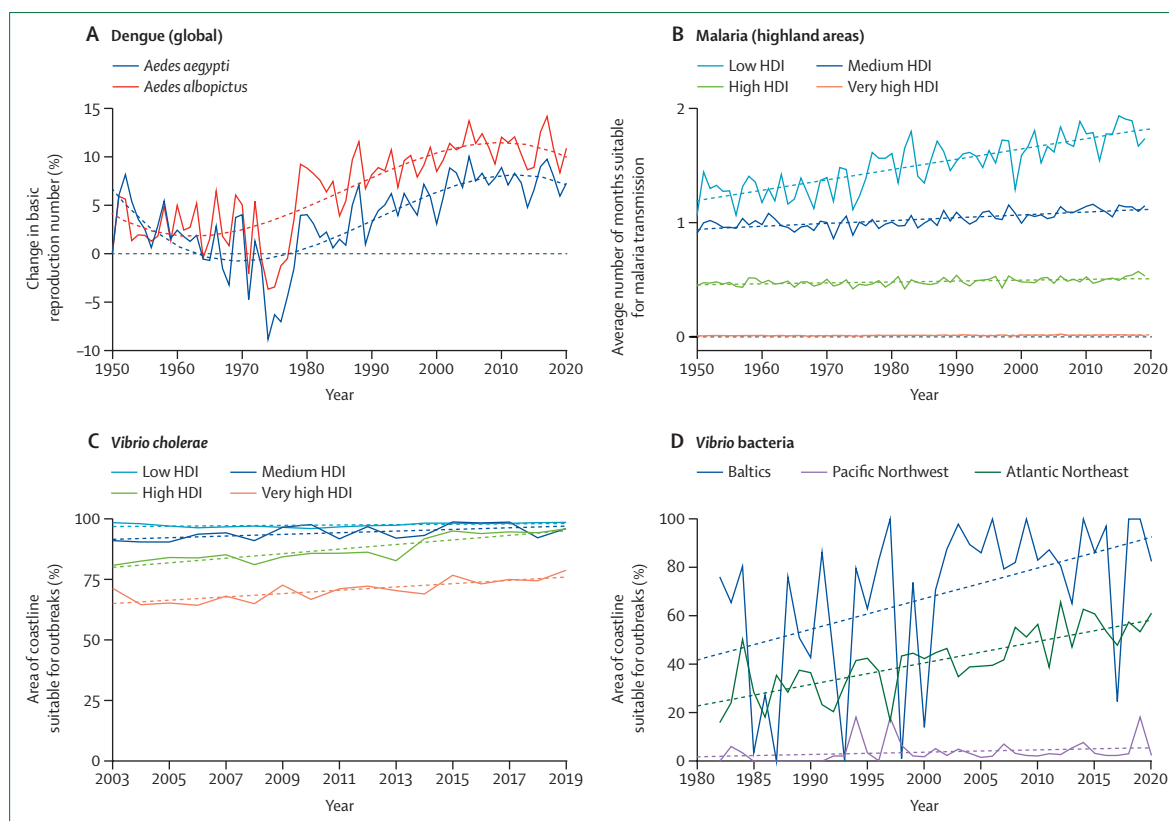 A Dengue (global)
Aedes aegypti
Aedes albopictus
Change in basic
reproduction number (%)
15
10
5
0
–5
–10
1950 1960 1970 1980 1990 2000 2010 2020
Year
B Malaria (highland areas)
Low HDI Medium HDI
High HDI Very high HDI
Average number of months suitable
for malaria transmission
2
1
0
1950 1960 1970 1980 1990 2000 2010 2020
Year
C Vibrio cholerae
Low HDI Medium HDI
High HDI Very high HDI
Area of coastline
suitable for outbreaks (%)
100
75
50
25
0
2003 2005 2007 2009 2011 2013 2015 2017 2019
Year
D Vibrio bacteria
Baltics Pacific Northwest Atlantic Northeast
Area of coastline
suitable for outbreaks (%)
100
80
60
40
20
0
1980 1985 1990 1995 2000 2005 2010 2015 2020
Year